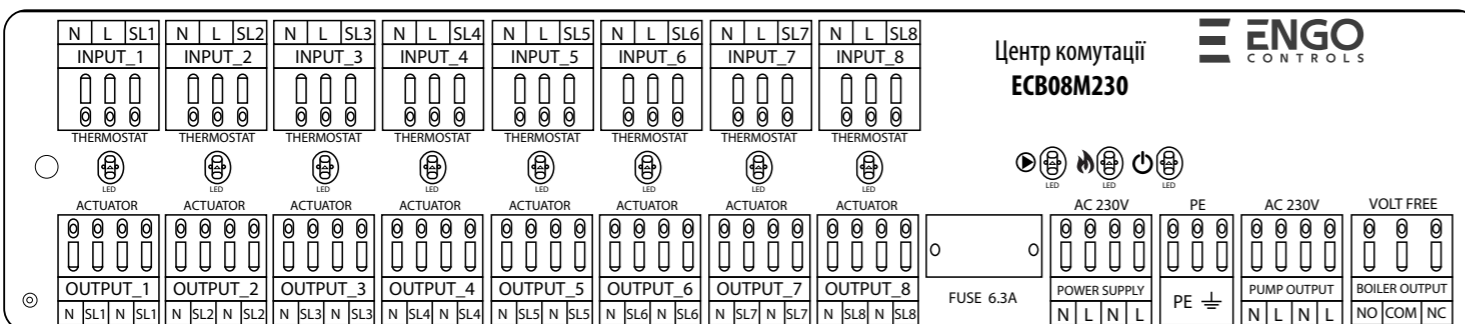 N L SL1 N L SL2 N L SL3 N L SL4 N L SL5 N L SL6 N L SL7 N L SL8
INPUT_1 INPUT_2 INPUT_3 INPUT_4 INPUT_5 INPUT_6 INPUT_7 INPUT_8
THERMOSTAT THERMOSTAT THERMOSTAT THERMOSTAT THERMOSTAT THERMOSTAT THERMOSTAT THERMOSTAT
Центр комутації
ECB08M230
ENGO
CONTROLS
LED LED LED LED LED LED LED LED LED LED LED
ACTUATOR ACTUATOR ACTUATOR ACTUATOR ACTUATOR ACTUATOR ACTUATOR ACTUATOR AC 230V PE AC 230V VOLT FREE
OUTPUT_1 OUTPUT_2 OUTPUT_3 OUTPUT_4 OUTPUT_5 OUTPUT_6 OUTPUT_7 OUTPUT_8 FUSE 6.3A POWER SUPPLY PE PUMP OUTPUT BOILER OUTPUT
N SL1 N SL1 N SL2 N SL2 N SL3 N SL3 N SL4 N SL4 N SL5 N SL5 N SL6 N SL6 N SL7 N SL7 N SL8 N SL8 N L N L N L N L NO COM NC